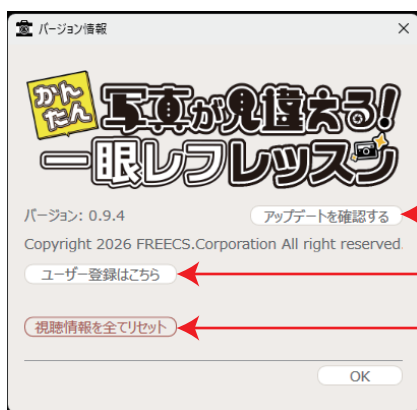 バージョン情報
かんたん 写真が見違える!
一眼レフレッスン
バージョン: 0.9.4 アップデートを確認する
Copyright 2026 FREECS.Corporation All right reserved.
ユーザー登録はこちら
視聴情報を全てリセット
OK